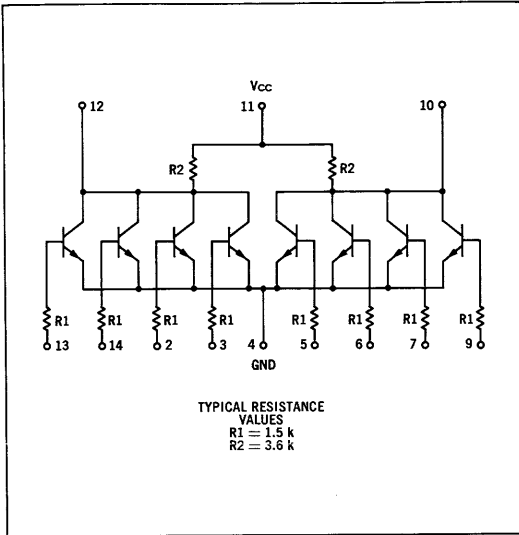 Vcc
12
11
10
R2
R2
R1
R1
R1
R1
R1
R1
R1
R1
13
14
2
3
4
5
6
7
9
GND
TYPICAL RESISTANCE
VALUES
R1 = 1.5 k
R2 = 3.6 k